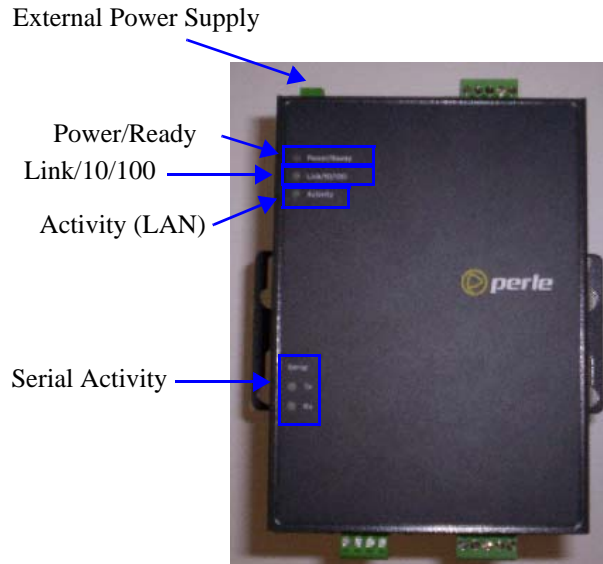 External Power Supply
Power/Ready
Link/10/100
Activity (LAN)
Serial Activity
Power/Ready
Link/10/100
Activity
perle
Serial
Tx
Rx